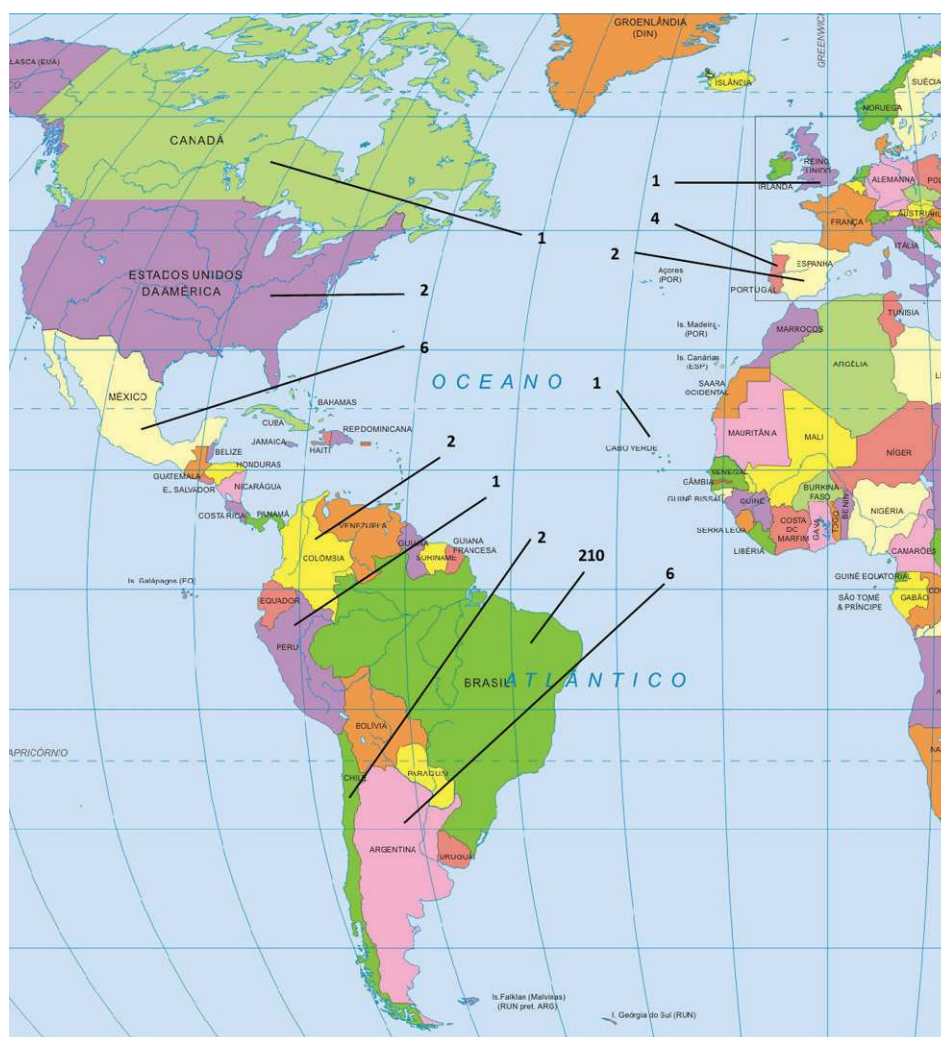 GROENLÂNDIA
(DIN)
GREENWICH
ALASCA (EUA)
ISLÂNDIA
SUÉCIA
NORUEGA
CANADÁ
REINO
UNIDO
IRLANDA
ALEMANHA
1
1
4
2
FRANÇA
AUSTRIA
ITÁLIA
ESPANHA
PORTUGAL
Açores
(POR)
ESTADOS UNIDOS
DA AMÉRICA
2
6
TUNISIA
Is. Madeira
(POR)
MARROCOS
Is. Canárias
(ESP)
ARGÉLIA
SAARA
OCIDENTAL
OCEANO
1
MÉXICO
BAHAMAS
CUBA
REP.DOMINICANA
JAMAICA
HAITI
BELIZE
HONDURAS
GUATEMALA
EL SALVADOR
NICARÁGUA
COSTA RICA
PANAMÁ
CABO VERDE
MAURITÂNIA
MALI
NÍGER
SENEGAL
GÂMBIA
GUINÉ BISSAU
GUINÉ
BURKINA
FASO
BENIN
TOGO
GANA
NIGÉRIA
SERRA LEOA
LIBÉRIA
COSTA
DO
MARFIM
CAMARÕES
2
1
2
210
6
VENEZUELA
GUIANA
GUIANA
FRANCESA
SURINAME
COLÔMBIA
Is. Galápagos (EQ)
EQUADOR
PERU
GUINÉ EQUATORIAL
SÃO TOMÉ
& PRÍNCIPE
GABÃO
BRASIL
ATLÂNTICO
BOLÍVIA
APRICÓRNIO
PARAGUAI
CHILE
ARGENTINA
URUGUAI
Is.Falklan (Malvinas)
(RUN pret. ARG)
I. Geórgia do Sul (RUN)